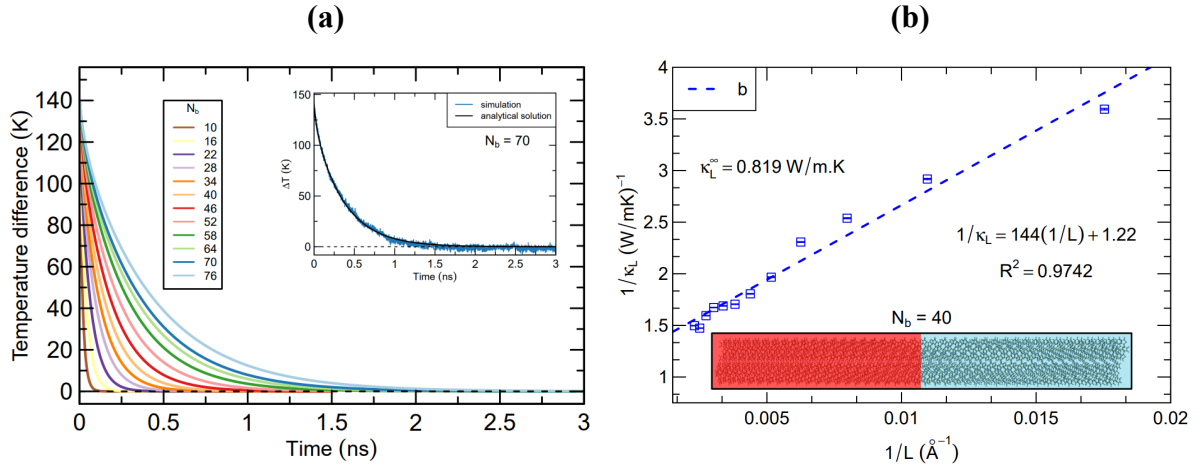 (a)
Temperature difference (K)
140
120
100
80
60
40
20
0
0
0.5
1
1.5
2
2.5
3
Time (ns)
N_b
10
16
22
28
34
40
46
52
58
64
70
76
simulation
analytical solution
N_b = 70
ΔT (K)
150
100
50
0
0
0.5
1
1.5
2
2.5
3
Time (ns)
(b)
1/κ_L (W/mK)⁻¹
4
3.5
3
2.5
2
1.5
1
b
κ_L^∞ = 0.819 W/m.K
1/κ_L = 144(1/L) + 1.22
R² = 0.9742
N_b = 40
0.005
0.01
0.015
0.02
1/L (Å⁻¹)